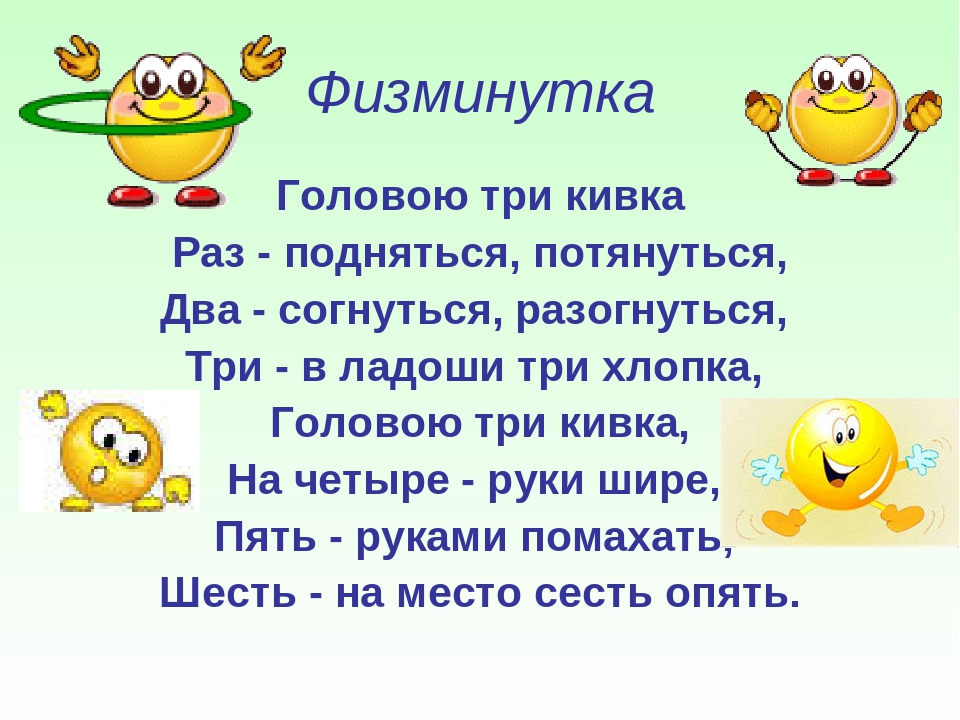 Физминутка
Головою три кивка
Раз - подняться, потянуться,
Два - согнуться, разогнуться,
Три - в ладоши три хлопка,
Головою три кивка,
На четыре - руки шире,
Пять - руками помахать,
Шесть - на место сесть опять.